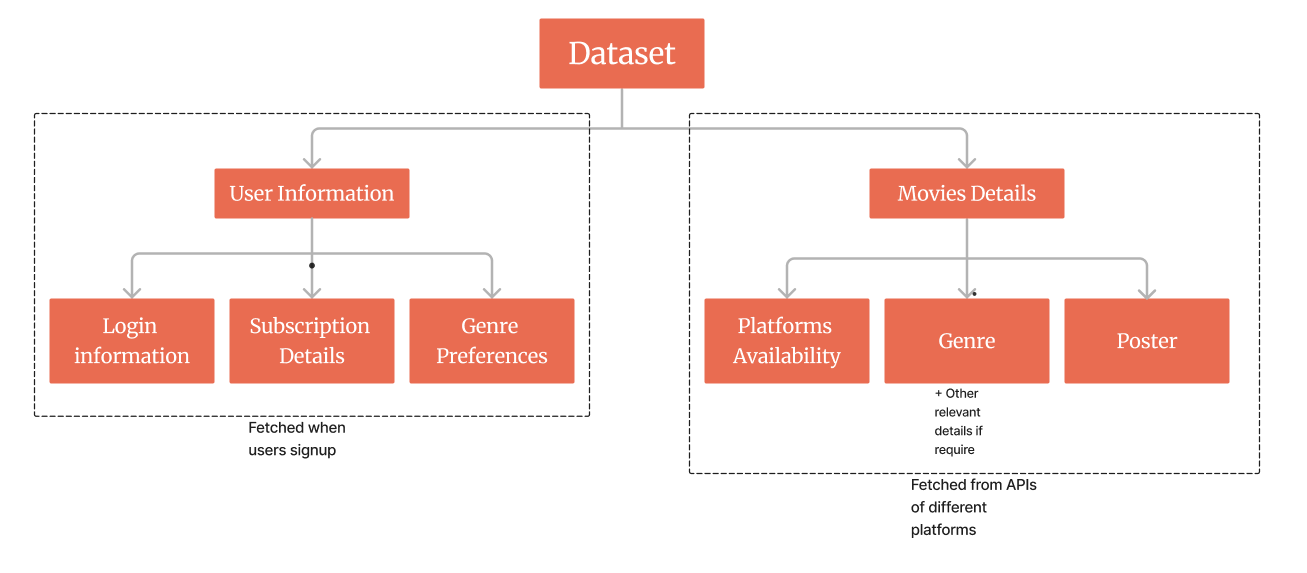 Dataset
User Information
Movies Details
Login
information
Subscription
Details
Genre
Preferences
Platforms
Availability
Genre
Poster
+ Other
relevant
details if
require
Fetched when
users signup
Fetched from APIs
of different
platforms